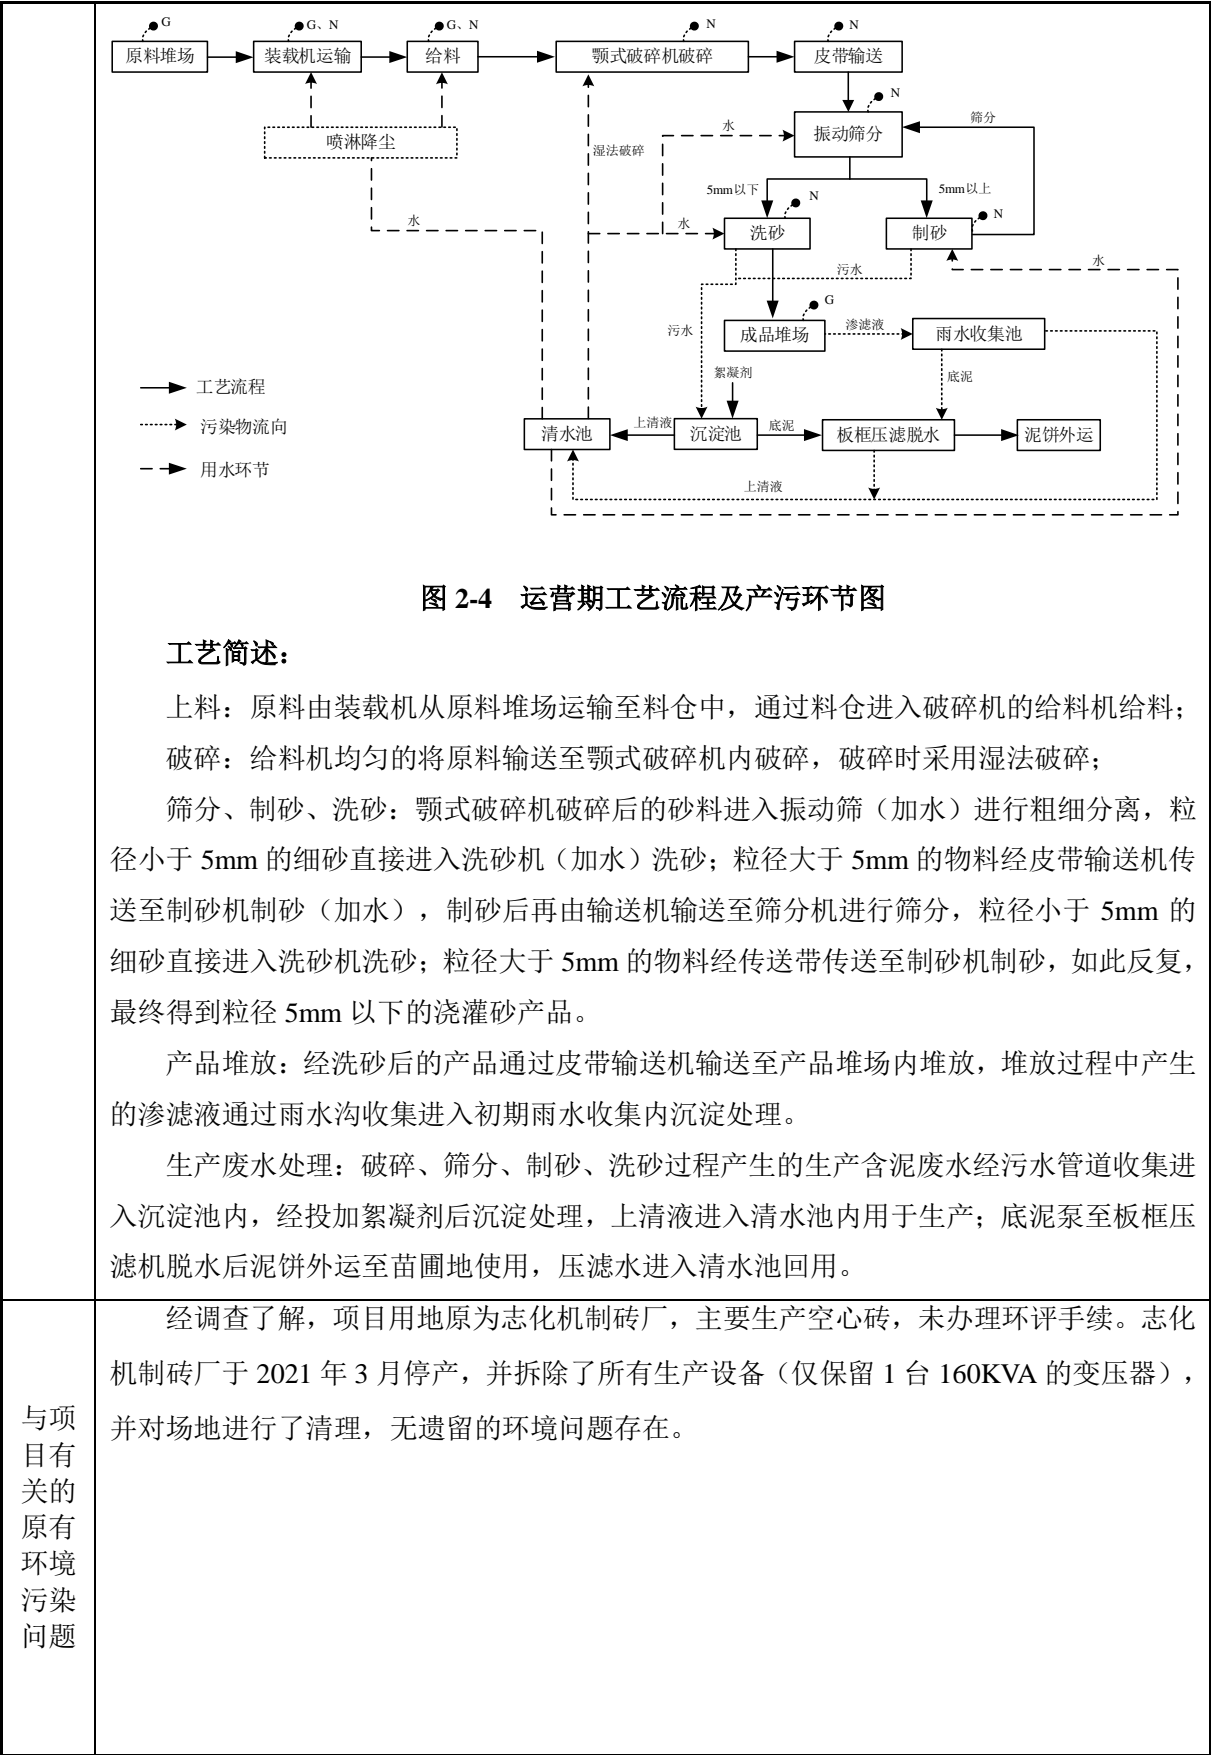 G
G、N
G、N
N
N
原料堆场
装载机运输
给料
颚式破碎机破碎
皮带输送
N
筛分
水
振动筛分
喷淋降尘
湿法破碎
5mm以下
N
5mm以上
N
水
水
洗砂
制砂
污水
水
G
污水
成品堆场
渗滤液
雨水收集池
絮凝剂
底泥
工艺流程
污染物流向
用水环节
清水池
上清液
沉淀池
底泥
板框压滤脱水
泥饼外运
上清液
图 2-4 运营期工艺流程及产污环节图
工艺简述：
上料：原料由装载机从原料堆场运输至料仓中，通过料仓进入破碎机的给料机给料；
破碎：给料机均匀的将原料输送至颚式破碎机内破碎，破碎时采用湿法破碎；
筛分、制砂、洗砂：颚式破碎机破碎后的砂料进入振动筛（加水）进行粗细分离，粒
径小于 5mm 的细砂直接进入洗砂机（加水）洗砂；粒径大于 5mm 的物料经皮带输送机传
送至制砂机制砂（加水），制砂后再由输送机输送至筛分机进行筛分，粒径小于 5mm 的
细砂直接进入洗砂机洗砂；粒径大于 5mm 的物料经传送带传送至制砂机制砂，如此反复，
最终得到粒径 5mm 以下的浇灌砂产品。
产品堆放：经洗砂后的产品通过皮带输送机输送至产品堆场内堆放，堆放过程中产生
的渗滤液通过雨水沟收集进入初期雨水收集内沉淀处理。
生产废水处理：破碎、筛分、制砂、洗砂过程产生的生产含泥废水经污水管道收集进
入沉淀池内，经投加絮凝剂后沉淀处理，上清液进入清水池内用于生产；底泥泵至板框压
滤机脱水后泥饼外运至苗圃地使用，压滤水进入清水池回用。
与项
目有
关的
原有
环境
污染
问题
经调查了解，项目用地原为志化机制砖厂，主要生产空心砖，未办理环评手续。志化
机制砖厂于 2021 年 3 月停产，并拆除了所有生产设备（仅保留 1 台 160KVA 的变压器），
并对场地进行了清理，无遗留的环境问题存在。